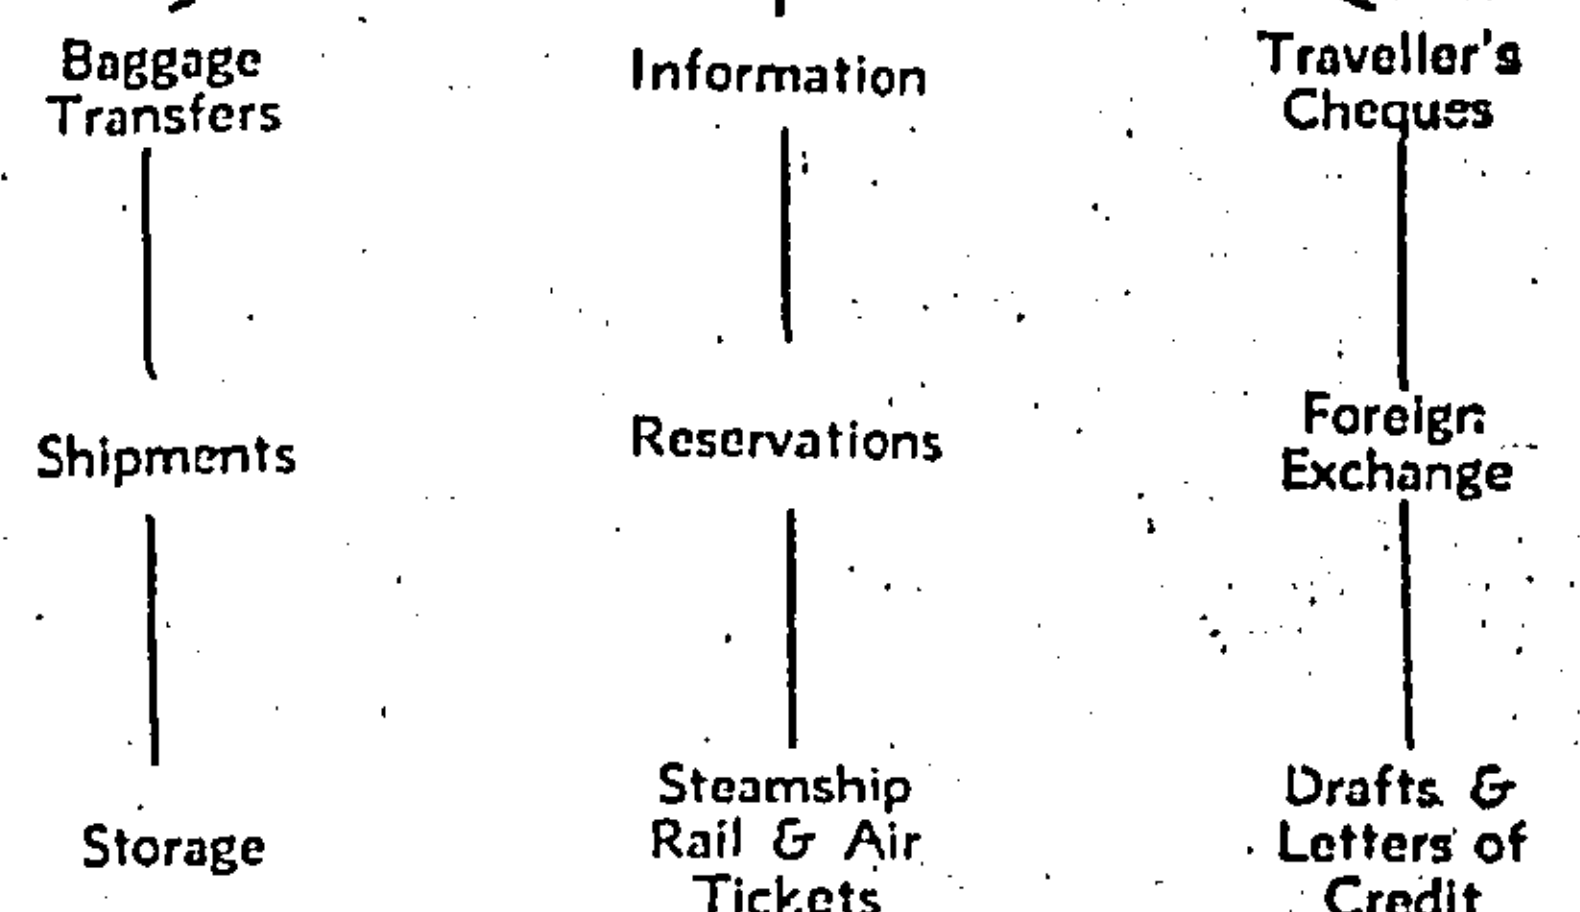 Baggage
Transfers
Information
Traveller's
Cheques
Shipments
Reservations
Foreign
Exchange
Storage
Steamship
Rail & Air
Tickets
Drafts &
Letters of
Credit